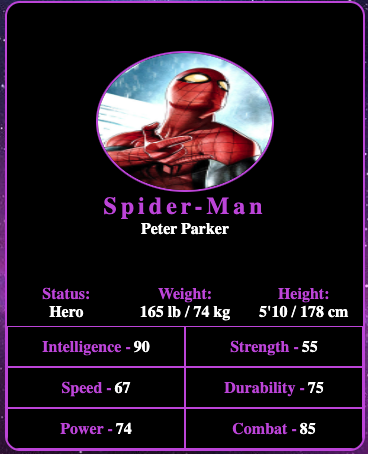 Spider-Man
Peter Parker
Status: Weight: Height:
Hero 165 lb / 74 kg 5'10 / 178 cm
Intelligence - 90 Strength - 55
Speed - 67 Durability - 75
Power - 74 Combat - 85